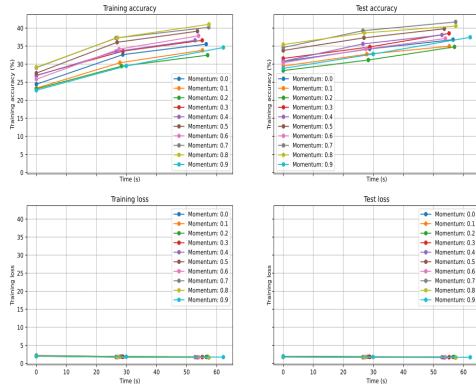 Training accuracy
Training accuracy (%)
40
35
30
25
20
15
10
5
0
Momentum: 0.0
Momentum: 0.1
Momentum: 0.2
Momentum: 0.3
Momentum: 0.4
Momentum: 0.5
Momentum: 0.6
Momentum: 0.7
Momentum: 0.8
Momentum: 0.9
0 10 20 30 40 50 60
Time (s)
Test accuracy
Training accuracy (%)
40
35
30
25
20
15
10
5
0
Momentum: 0.0
Momentum: 0.1
Momentum: 0.2
Momentum: 0.3
Momentum: 0.4
Momentum: 0.5
Momentum: 0.6
Momentum: 0.7
Momentum: 0.8
Momentum: 0.9
0 10 20 30 40 50 60
Time (s)
Training loss
Training loss
40
35
30
25
20
15
10
5
0
Momentum: 0.0
Momentum: 0.1
Momentum: 0.2
Momentum: 0.3
Momentum: 0.4
Momentum: 0.5
Momentum: 0.6
Momentum: 0.7
Momentum: 0.8
Momentum: 0.9
0 10 20 30 40 50 60
Time (s)
Test loss
Training loss
40
35
30
25
20
15
10
5
0
Momentum: 0.0
Momentum: 0.1
Momentum: 0.2
Momentum: 0.3
Momentum: 0.4
Momentum: 0.5
Momentum: 0.6
Momentum: 0.7
Momentum: 0.8
Momentum: 0.9
0 10 20 30 40 50 60
Time (s)